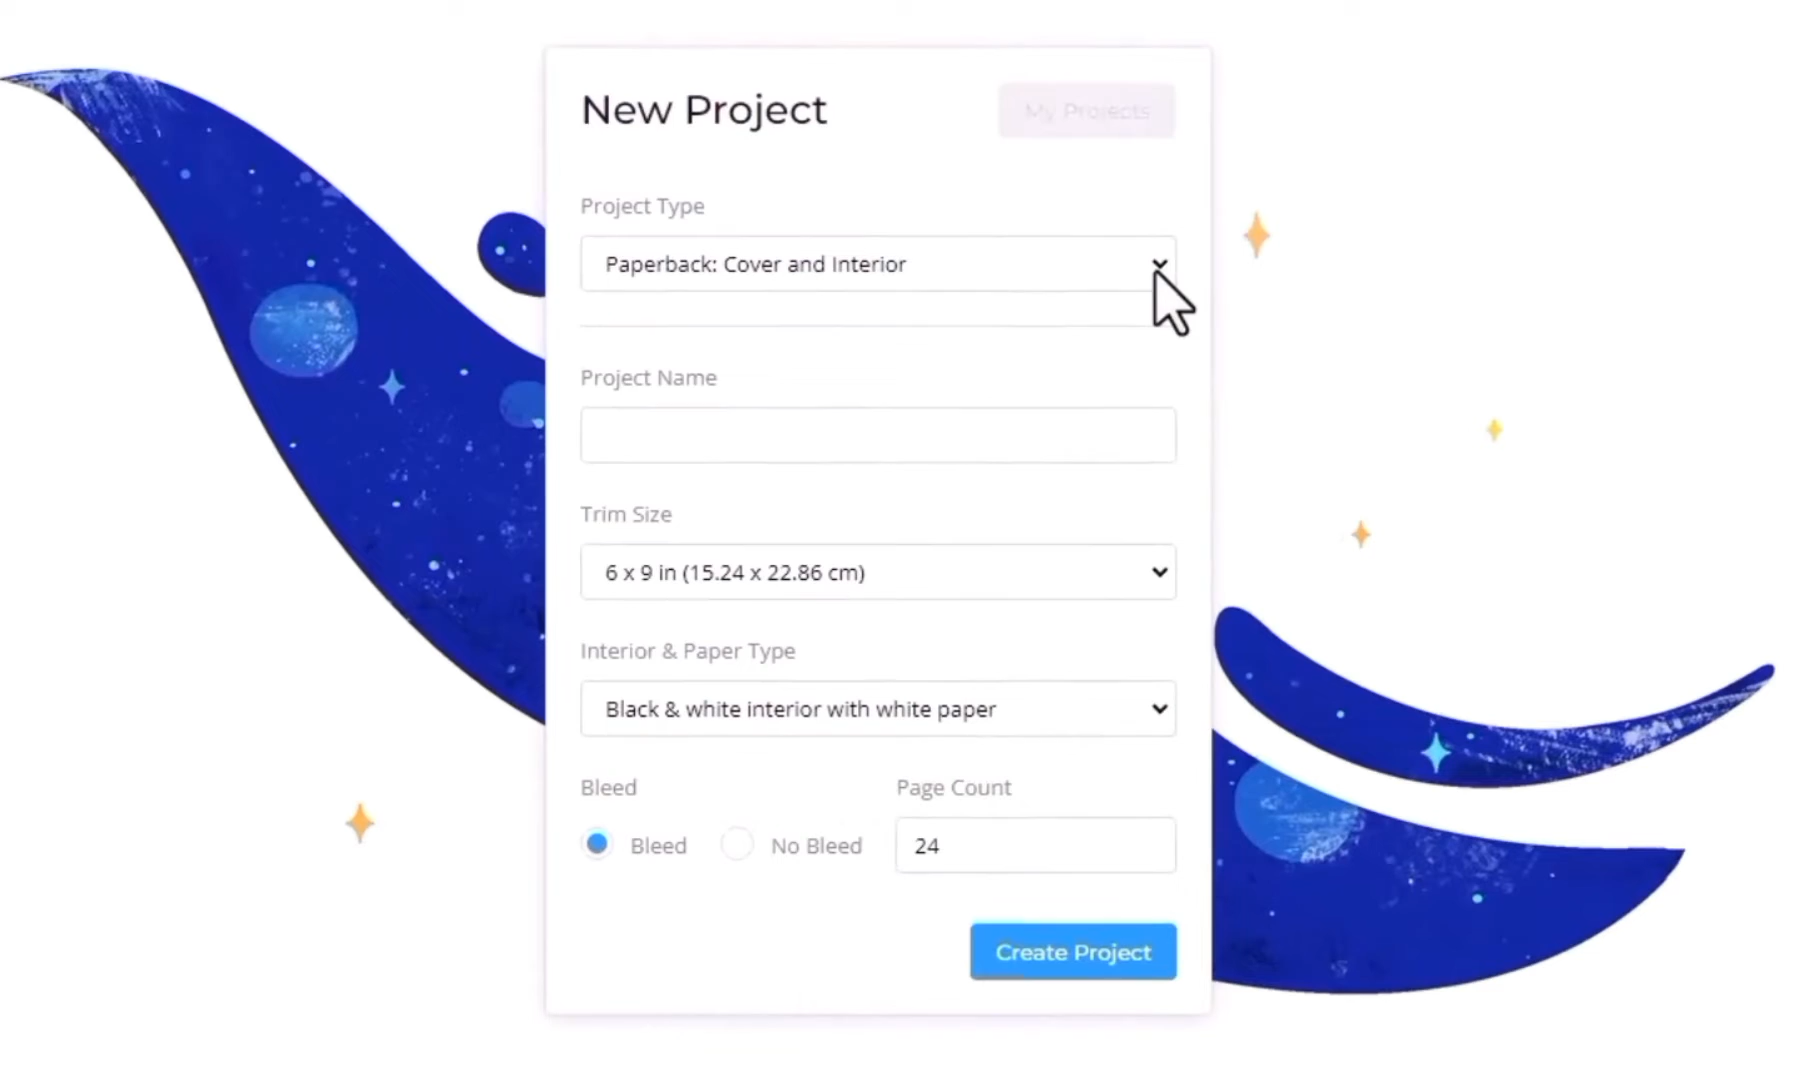 New Project
My Projects
Project Type
Paperback: Cover and Interior
Project Name
Trim Size
6 x 9 in (15.24 x 22.86 cm)
Interior & Paper Type
Black & white interior with white paper
Bleed
Page Count
Bleed
No Bleed
24
Create Project